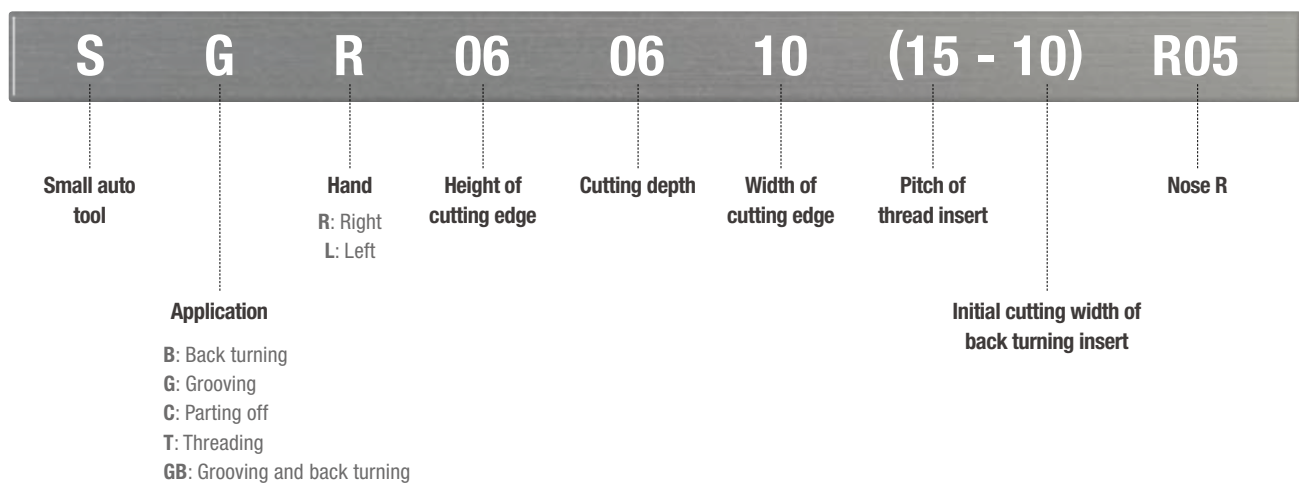 S G R 06 06 10 (15 - 10) R05
Small auto
tool
Hand
R: Right
L: Left
Height of
cutting edge
Cutting depth
Width of
cutting edge
Pitch of
thread insert
Nose R
Application
B: Back turning
G: Grooving
C: Parting off
T: Threading
GB: Grooving and back turning
Initial cutting width of
back turning insert